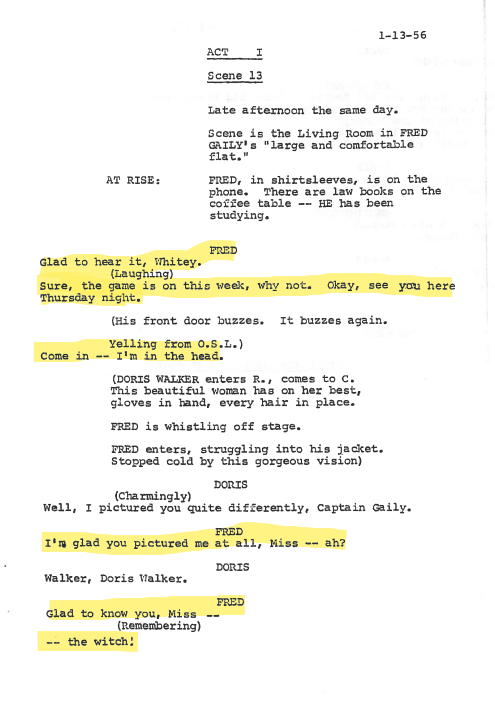 1-13-56
ACT I
Scene 13
Late afternoon the same day.
Scene is the Living Room in FRED
GAILY's "large and comfortable
flat."
AT RISE: FRED, in shirtsleeves, is on the
phone. There are law books on the
coffee table -- HE has been
studying.
FRED
Glad to hear it, Whitey.
(Laughing)
Sure, the game is on this week, why not. Okay, see you here
Thursday night.
(His front door buzzes. It buzzes again.
Yelling from O.S.L.)
Come in -- I'm in the head.
(DORIS WALKER enters R., comes to C.
This beautiful woman has on her best,
gloves in hand, every hair in place.
FRED is whistling off stage.
FRED enters, struggling into his jacket.
Stopped cold by this gorgeous vision)
DORIS
(Charmingly)
Well, I pictured you quite differently, Captain Gaily.
FRED
I'm glad you pictured me at all, Miss -- ah?
DORIS
Walker, Doris Walker.
FRED
Glad to know you, Miss --
(Remembering)
-- the witch!